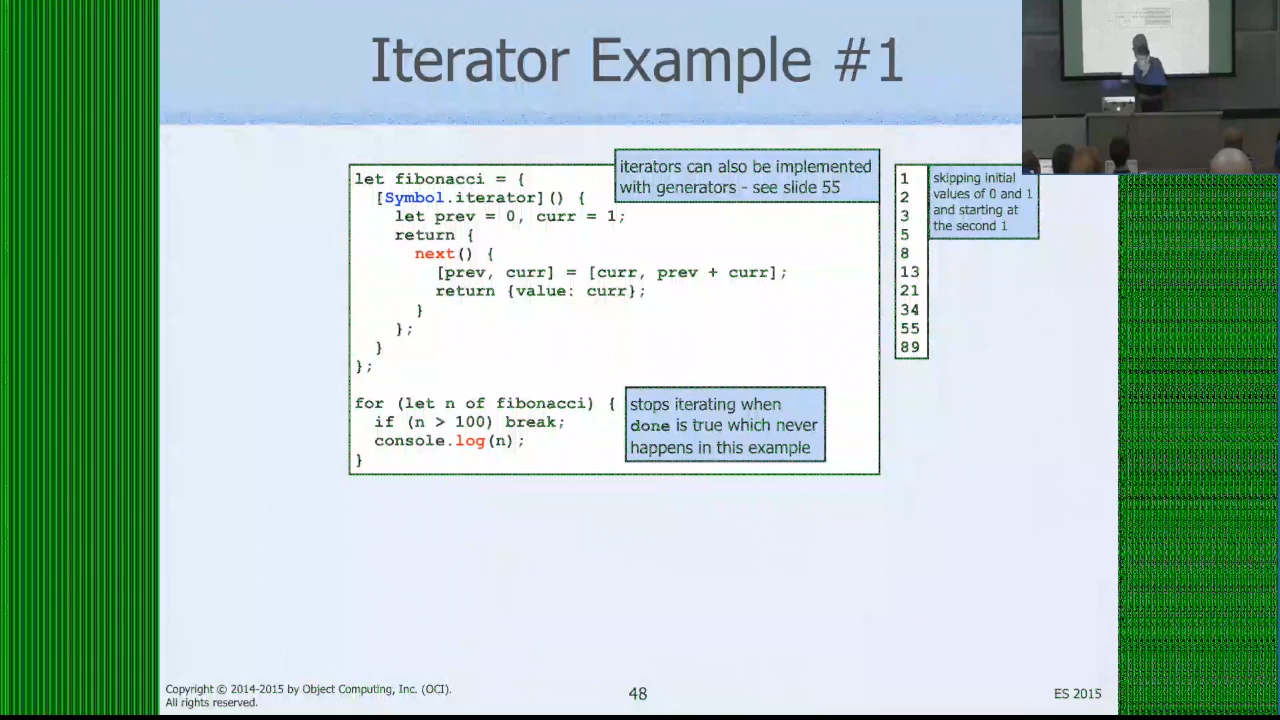 Iterator Example #1
iterators can also be implemented
with generators - see slide 55
let fibonacci = {
[Symbol.iterator]() {
let prev = 0, curr = 1;
return {
next() {
[prev, curr] = [curr, prev + curr];
return {value: curr};
}
};
}
};
for (let n of fibonacci) {
if (n > 100) break;
console.log(n);
}
stops iterating when
done is true which never
happens in this example
1
2
3
5
8
13
21
34
55
89
skipping initial
values of 0 and 1
and starting at
the second 1
Copyright © 2014-2015 by Object Computing, Inc. (OCI).
All rights reserved.
48
ES 2015